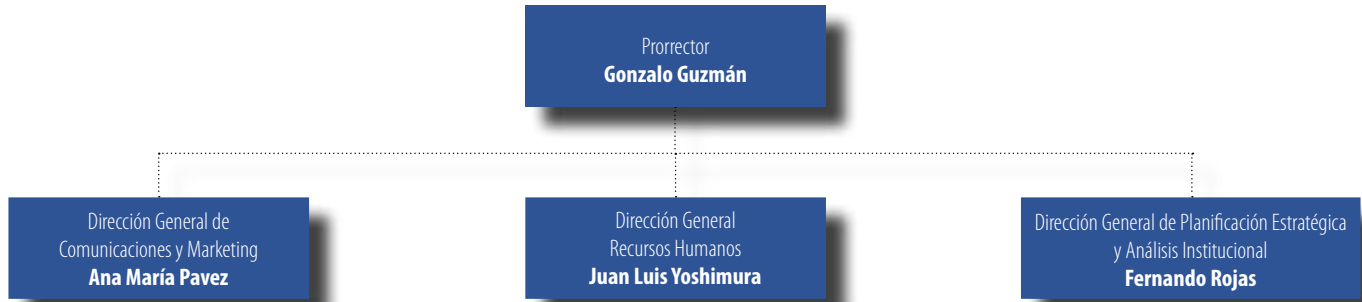 Prorrector
Gonzalo Guzmán
Dirección General de
Comunicaciones y Marketing
Ana María Pavez
Dirección General
Recursos Humanos
Juan Luis Yoshimura
Dirección General de Planificación Estratégica
y Análisis Institucional
Fernando Rojas